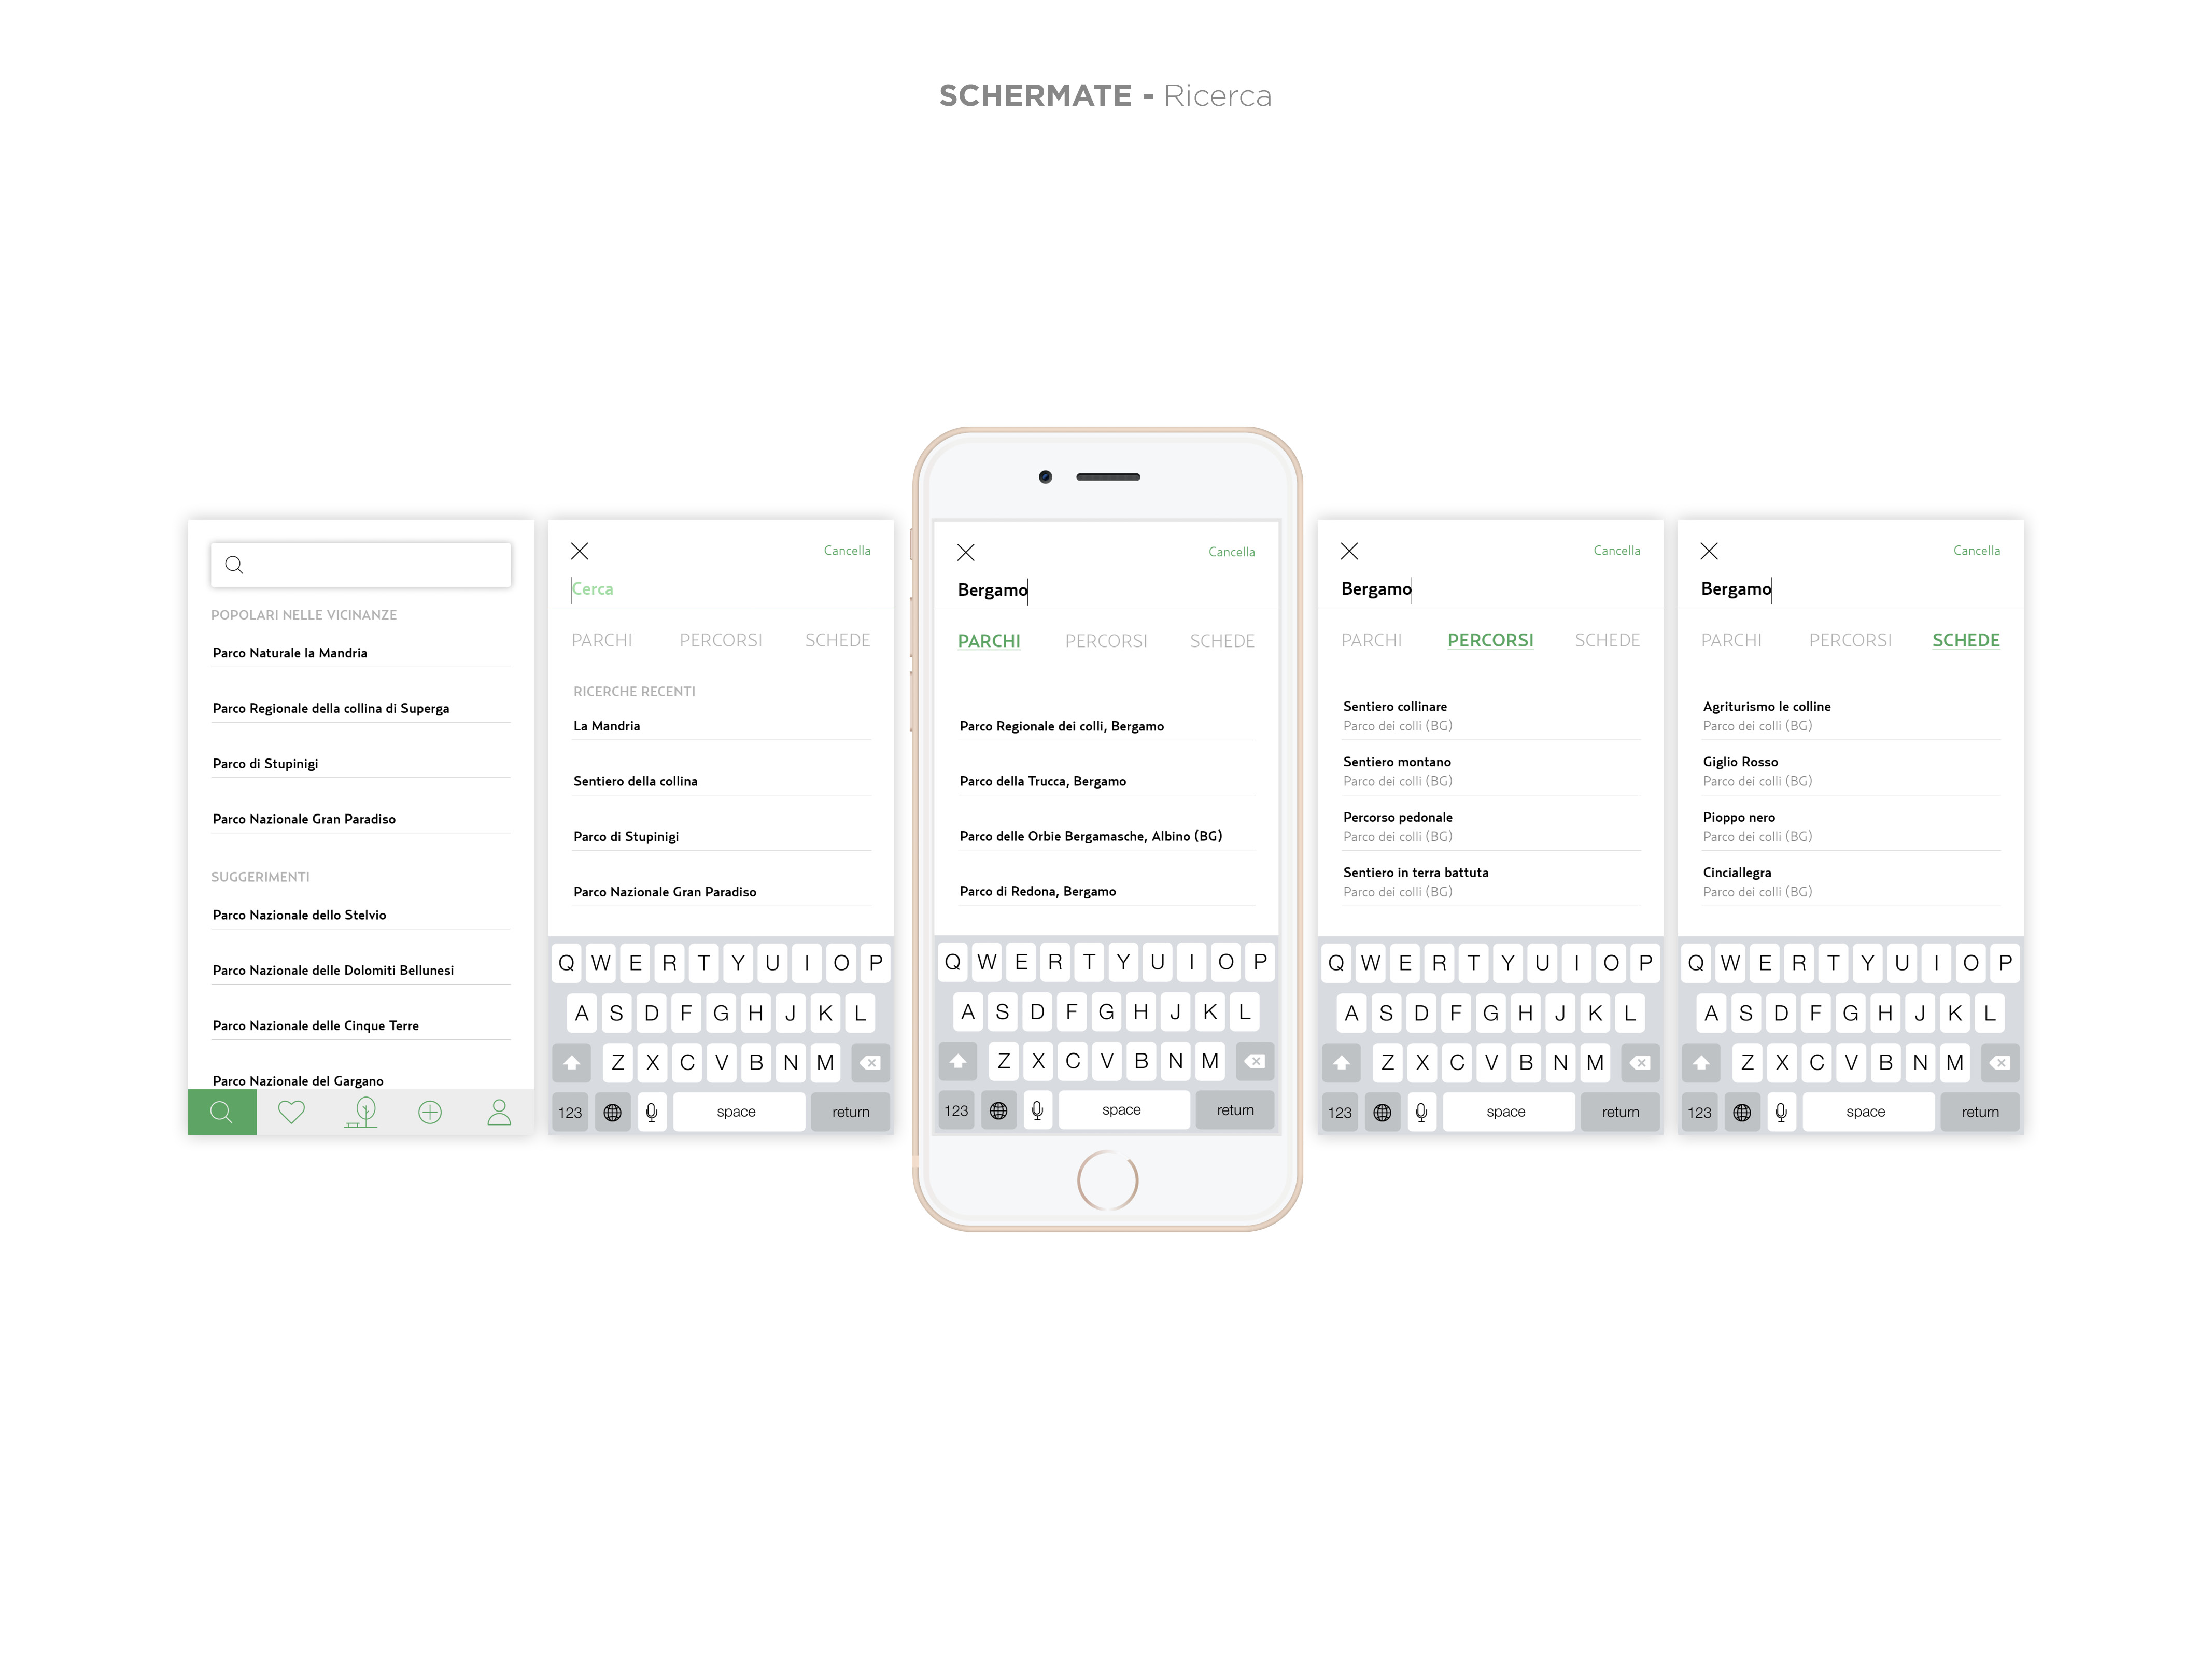 SCHERMATE - Ricerca
POPOLARI NELLE VICINANZE
Parco Naturale la Mandria
Parco Regionale della collina di Superga
Parco di Stupinigi
Parco Nazionale Gran Paradiso
SUGGERIMENTI
Parco Nazionale dello Stelvio
Parco Nazionale delle Dolomiti Bellunesi
Parco Nazionale delle Cinque Terre
Parco Nazionale del Gargano
Cancella
Cerca
PARCHI PERCORSI SCHEDE
RICERCHE RECENTI
La Mandria
Sentiero della collina
Parco di Stupinigi
Parco Nazionale Gran Paradiso
Q W E R T Y U I O P
A S D F G H J K L
Z X C V B N M
123 space return
Cancella
Bergamo
PARCHI PERCORSI SCHEDE
Parco Regionale dei colli, Bergamo
Parco della Trucca, Bergamo
Parco delle Orbie Bergamasche, Albino (BG)
Parco di Redona, Bergamo
Q W E R T Y U I O P
A S D F G H J K L
Z X C V B N M
123 space return
Cancella
Bergamo
PARCHI PERCORSI SCHEDE
Sentiero collinare
Parco dei colli (BG)
Sentiero montano
Parco dei colli (BG)
Percorso pedonale
Parco dei colli (BG)
Sentiero in terra battuta
Parco dei colli (BG)
Q W E R T Y U I O P
A S D F G H J K L
Z X C V B N M
123 space return
Cancella
Bergamo
PARCHI PERCORSI SCHEDE
Agriturismo le colline
Parco dei colli (BG)
Giglio Rosso
Parco dei colli (BG)
Pioppo nero
Parco dei colli (BG)
Cinciallegra
Parco dei colli (BG)
Q W E R T Y U I O P
A S D F G H J K L
Z X C V B N M
123 space return